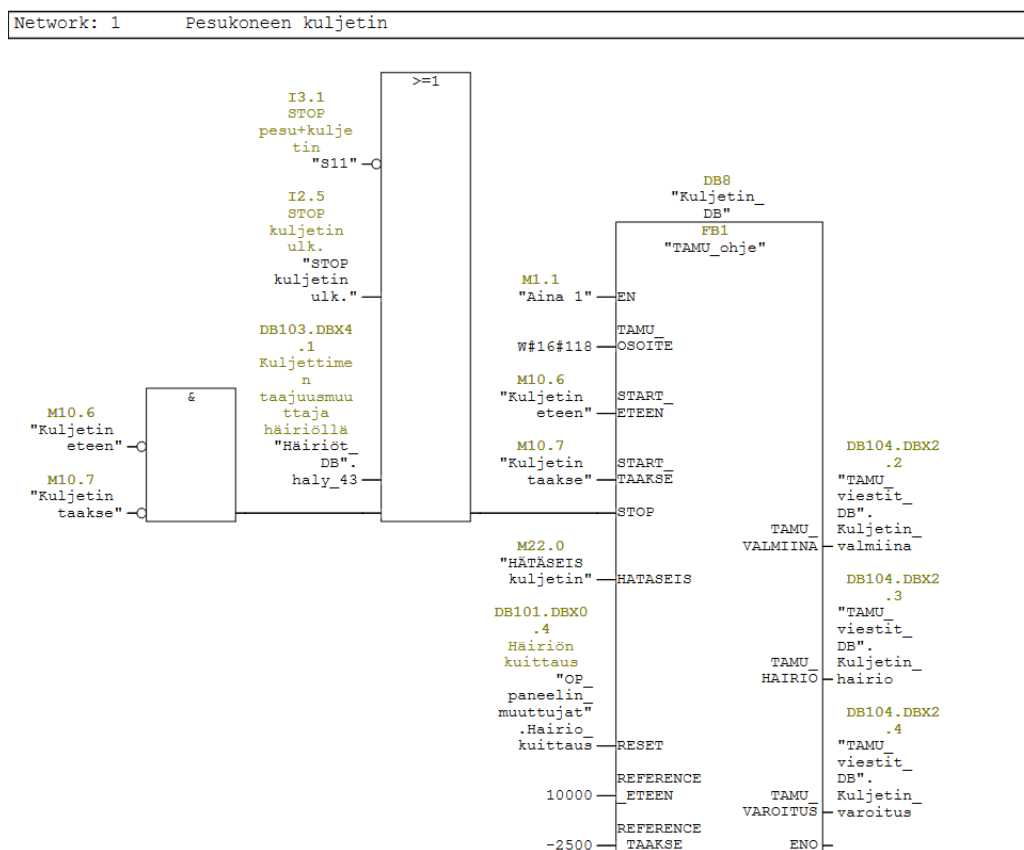 Network: 1 Pesukoneen kuljetin
>=1
I3.1
STOP
pesu+kulje
tin
"S11"
I2.5
STOP
kuljetin
ulk.
"STOP
kuljetin
ulk."
DB103.DBX4
.1
Kuljettime
n
taajuusmuu
ttaja
häiriöllä
"Häiriöt_
DB".
haly_43
&
M10.6
"Kuljetin
eteen"
M10.7
"Kuljetin
taakse"
DB8
"Kuljetin_
DB"
FB1
"TAMU_ohje"
M1.1
"Aina 1"
EN
W#16#118
TAMU_
OSOITE
M10.6
"Kuljetin
eteen"
START_
ETEEN
M10.7
"Kuljetin
taakse"
START_
TAAKSE
STOP
M22.0
"HÄTÄSEIS
kuljetin"
HATASEIS
DB101.DBX0
.4
Häiriön
kuittaus
"OP_
paneelin_
muuttujat"
.Hairio_
kuittaus
RESET
10000
REFERENCE
_ETEEN
-2500
REFERENCE
_TAAKSE
DB104.DBX2
.2
"TAMU_
viestit_
DB".
Kuljetin_
valmiina
TAMU_
VALMIINA
DB104.DBX2
.3
"TAMU_
viestit_
DB".
Kuljetin_
hairio
TAMU_
HAIRIO
DB104.DBX2
.4
"TAMU_
viestit_
DB".
Kuljetin_
varoitus
TAMU_
VAROITUS
ENO